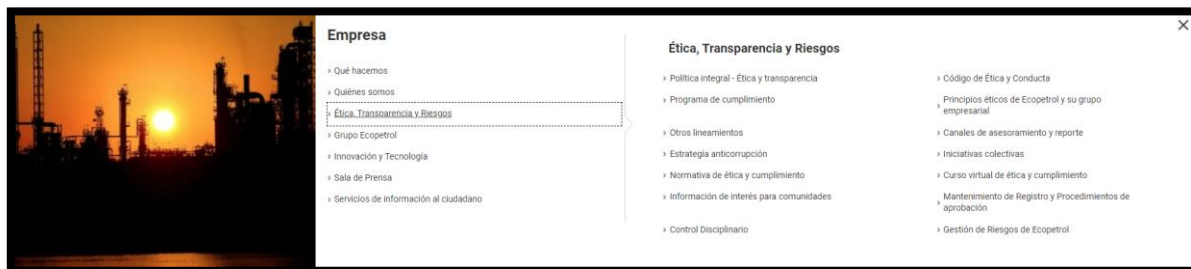 Empresa
› Qué hacemos
› Quiénes somos
› Ética, Transparencia y Riesgos
› Grupo Ecopetrol
› Innovación y Tecnología
› Sala de Prensa
› Servicios de información al ciudadano
Ética, Transparencia y Riesgos
› Política integral - Ética y transparencia
› Programa de cumplimiento
› Otros lineamientos
› Estrategia anticorrupción
› Normativa de ética y cumplimiento
› Información de interés para comunidades
› Control Disciplinario
› Código de Ética y Conducta
› Principios éticos de Ecopetrol y su grupo
empresarial
› Canales de asesoramiento y reporte
› Iniciativas colectivas
› Curso virtual de ética y cumplimiento
› Mantenimiento de Registro y Procedimientos de
aprobación
› Gestión de Riesgos de Ecopetrol